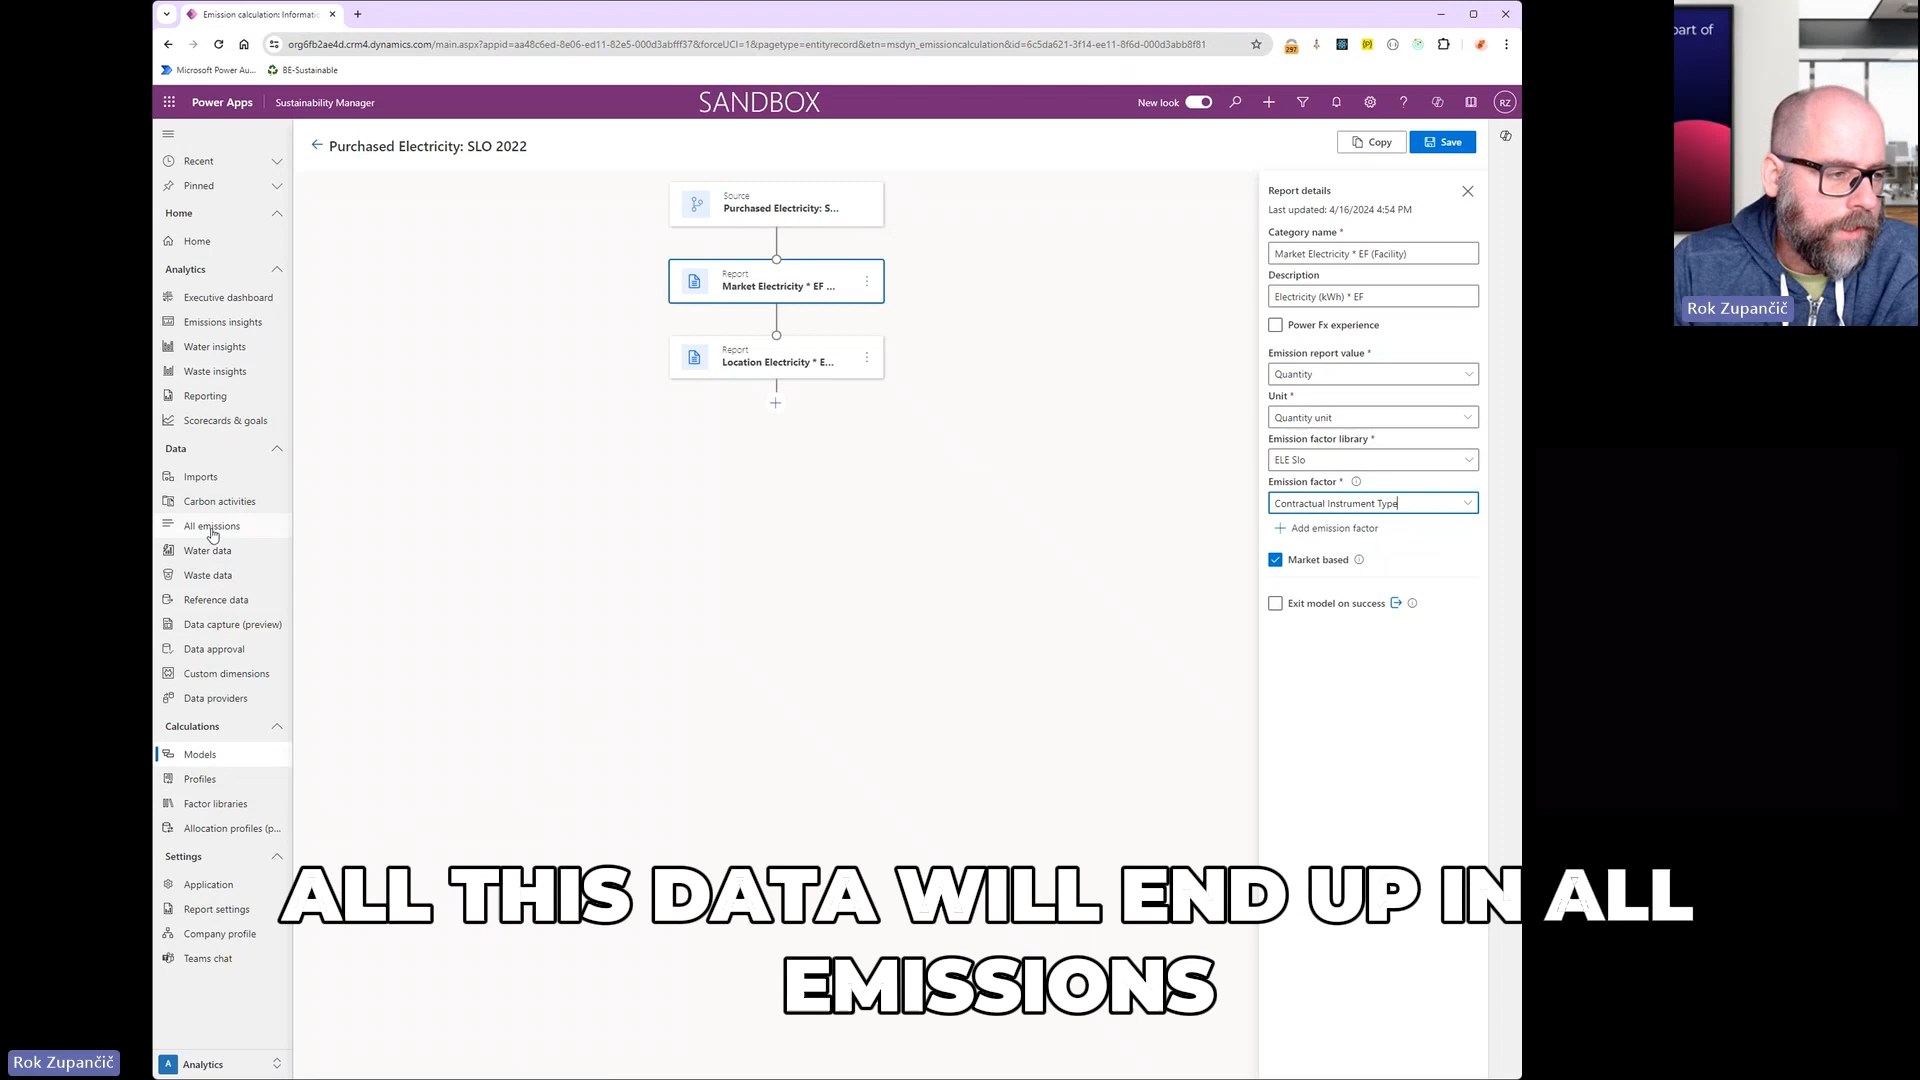 Emission calculation: Informatic
org6fb2ae4d.crm4.dynamics.com/main.aspx?appid=aa48c6ed-8e06-ed11-82e5-000d3abfff37&forceUCI=1&pagetype=entityrecord&etn=msdyn_emissioncalculation&id=6c5da621-3f14-ee11-8f6d-000d3abb8f81
297
Microsoft Power Au...
BE-Sustainable
Power Apps
Sustainability Manager
SANDBOX
New look
RZ
Recent
Pinned
Home
Home
Analytics
Executive dashboard
Emissions insights
Water insights
Waste insights
Reporting
Scorecards & goals
Data
Imports
Carbon activities
All emissions
Water data
Waste data
Reference data
Data capture (preview)
Data approval
Custom dimensions
Data providers
Calculations
Models
Profiles
Factor libraries
Allocation profiles (p...
Settings
Application
Report settings
Company profile
Teams chat
A Analytics
Purchased Electricity: SLO 2022
Copy
Save
Source
Purchased Electricity: S...
Report
Market Electricity * EF ...
Report
Location Electricity * E...
Report details
Last updated: 4/16/2024 4:54 PM
Category name *
Market Electricity * EF (Facility)
Description
Electricity (kWh) * EF
Power Fx experience
Emission report value *
Quantity
Unit *
Quantity unit
Emission factor library *
ELE Slo
Emission factor *
Contractual Instrument Type
Add emission factor
Market based
Exit model on success
part of
Rok Zupančič
ALL THIS DATA WILL END UP IN ALL
EMISSIONS
Rok Zupančič